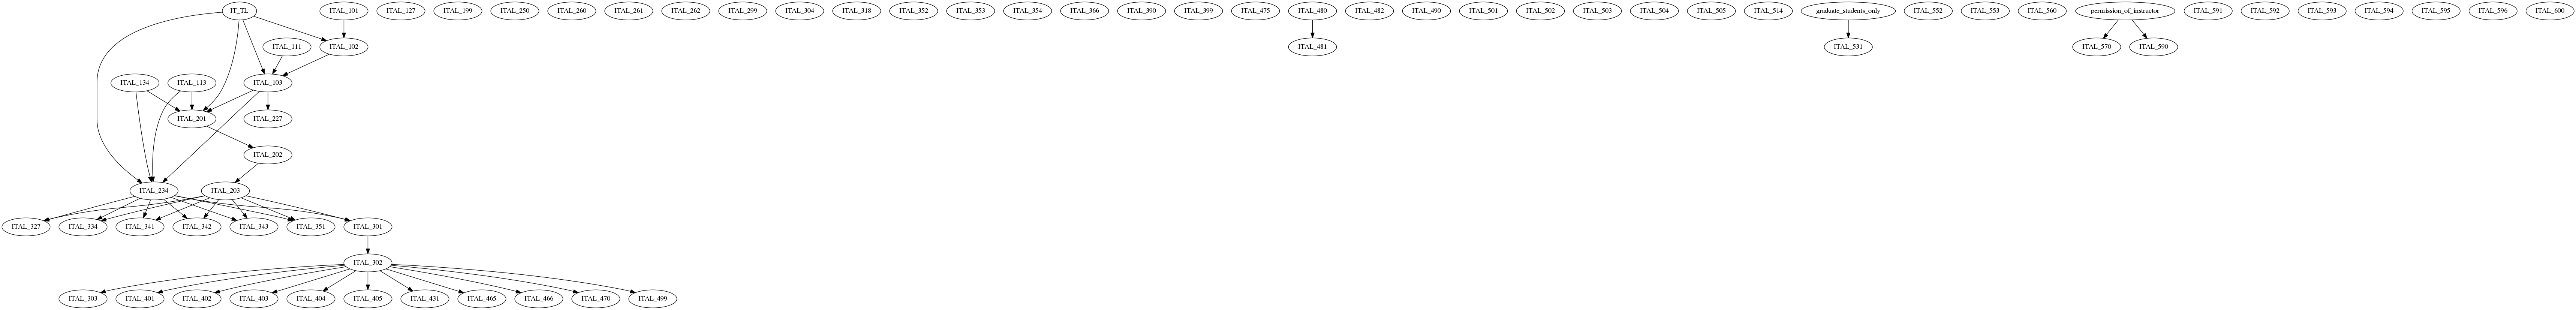 IT_TL ITAL_101 ITAL_127 ITAL_199 ITAL_250 ITAL_260 ITAL_261 ITAL_262 ITAL_299 ITAL_304 ITAL_318 ITAL_352 ITAL_353 ITAL_354 ITAL_366 ITAL_390 ITAL_399 ITAL_475 ITAL_480 ITAL_482 ITAL_490 ITAL_501 ITAL_502 ITAL_503 ITAL_504 ITAL_505 ITAL_514 graduate_students_only ITAL_552 ITAL_553 ITAL_560 permission_of_instructor ITAL_591 ITAL_592 ITAL_593 ITAL_594 ITAL_595 ITAL_596 ITAL_600
ITAL_111 ITAL_102 ITAL_481 ITAL_531 ITAL_570 ITAL_590
ITAL_134 ITAL_113 ITAL_103
ITAL_201 ITAL_227
ITAL_202
ITAL_234 ITAL_203
ITAL_327 ITAL_334 ITAL_341 ITAL_342 ITAL_343 ITAL_351 ITAL_301
ITAL_302
ITAL_303 ITAL_401 ITAL_402 ITAL_403 ITAL_404 ITAL_405 ITAL_431 ITAL_465 ITAL_466 ITAL_470 ITAL_499